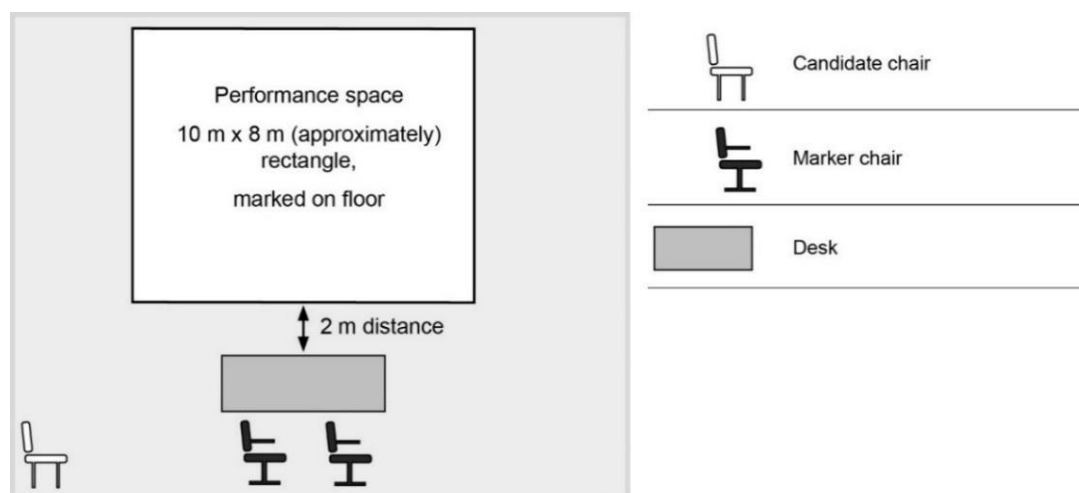 Performance space
10 m x 8 m (approximately)
rectangle,
marked on floor
2 m distance
Candidate chair
Marker chair
Desk